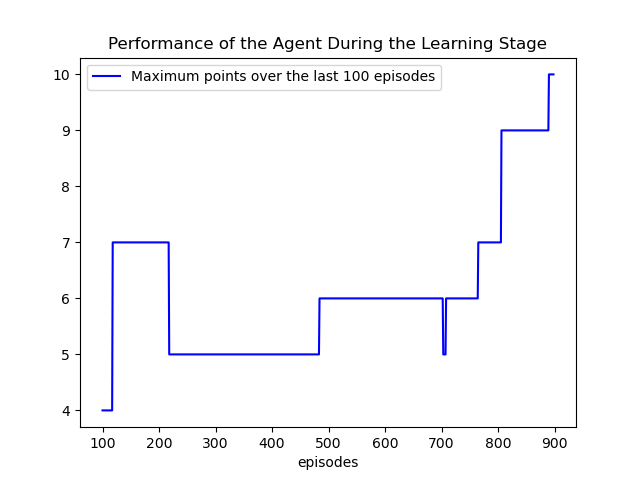 Performance of the Agent During the Learning Stage
Maximum points over the last 100 episodes
10
9
8
7
6
5
4
100 200 300 400 500 600 700 800 900
episodes